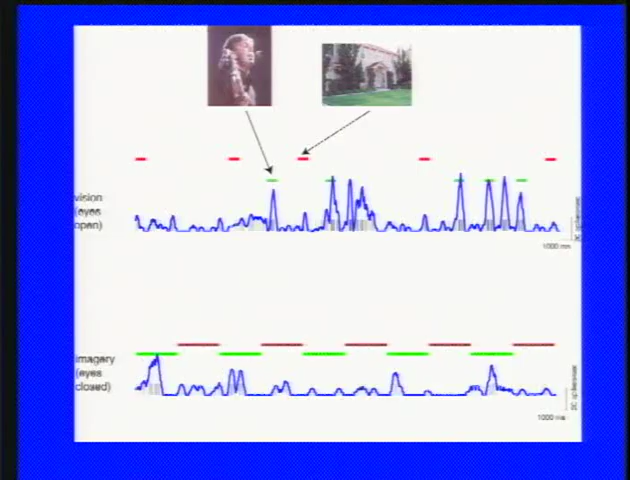 vision
(eyes
open)
1000 ms
imagery
(eyes
closed)
1000 ms